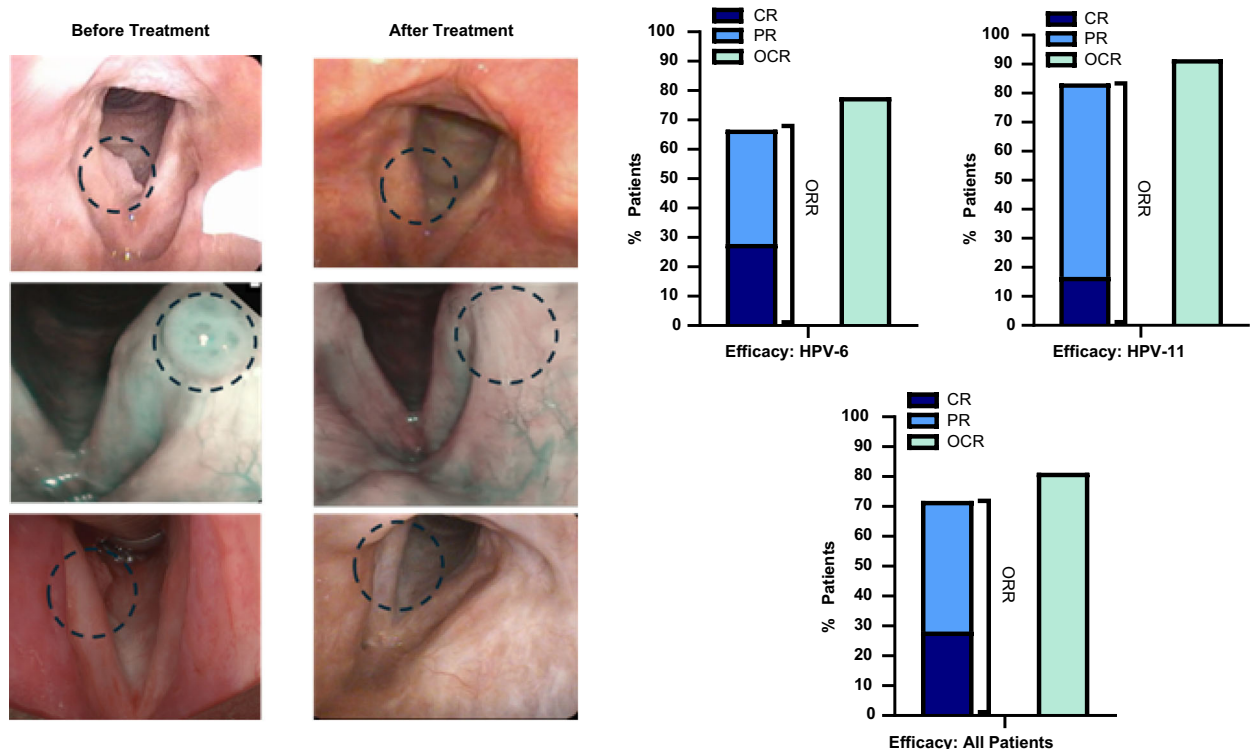 Before Treatment
After Treatment
CR
PR
OCR
100
90
80
70
60
50
40
30
20
10
0
% Patients
ORR
Efficacy: HPV-6
CR
PR
OCR
100
90
80
70
60
50
40
30
20
10
0
% Patients
ORR
Efficacy: HPV-11
CR
PR
OCR
100
90
80
70
60
50
40
30
20
10
0
% Patients
ORR
Efficacy: All Patients